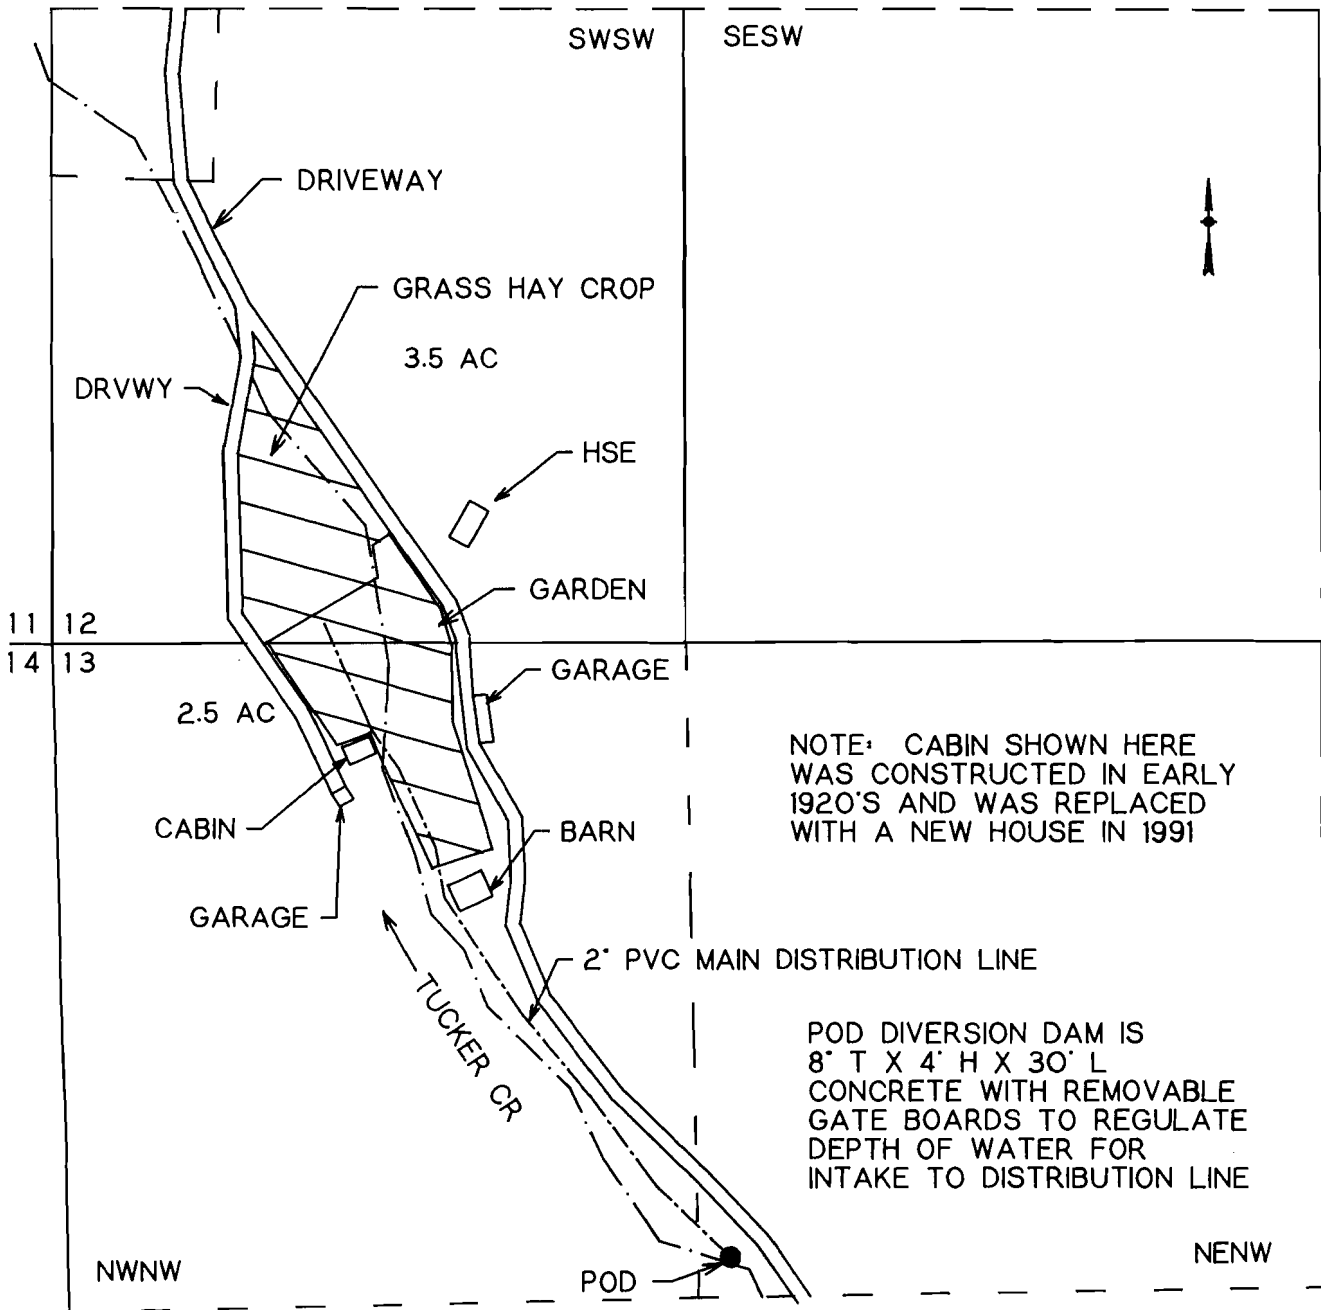 SWSW
SESW
DRIVEWAY
GRASS HAY CROP
3.5 AC
DRVWY
HSE
GARDEN
11 12
14 13
GARAGE
2.5 AC
NOTE: CABIN SHOWN HERE
WAS CONSTRUCTED IN EARLY
1920'S AND WAS REPLACED
WITH A NEW HOUSE IN 1991
CABIN
BARN
GARAGE
2" PVC MAIN DISTRIBUTION LINE
TUCKER CR
POD DIVERSION DAM IS
8" T X 4' H X 30' L
CONCRETE WITH REMOVABLE
GATE BOARDS TO REGULATE
DEPTH OF WATER FOR
INTAKE TO DISTRIBUTION LINE
NWNW
POD
NENW